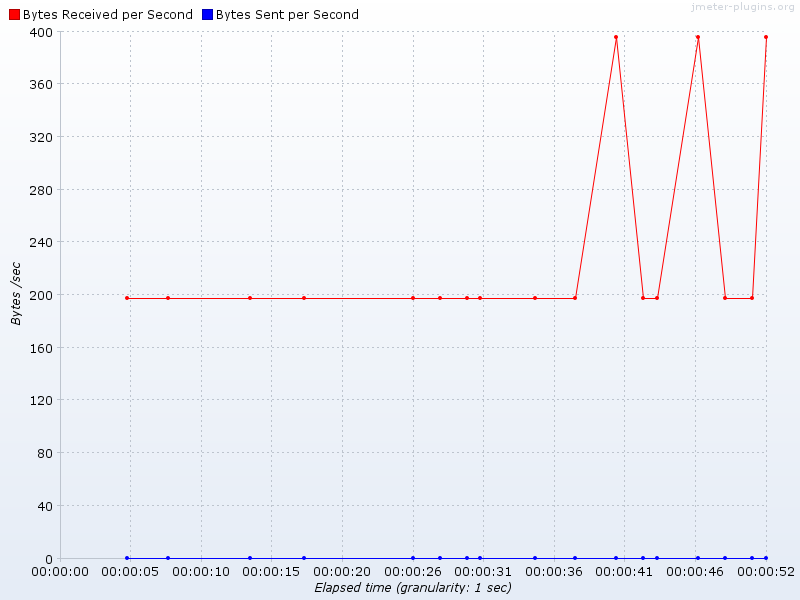 jmeter-plugins.org
Bytes Received per Second Bytes Sent per Second
400
360
320
280
240
200
160
120
80
40
0
Bytes /sec
00:00:00 00:00:05 00:00:10 00:00:15 00:00:20 00:00:26 00:00:31 00:00:36 00:00:41 00:00:46 00:00:52
Elapsed time (granularity: 1 sec)